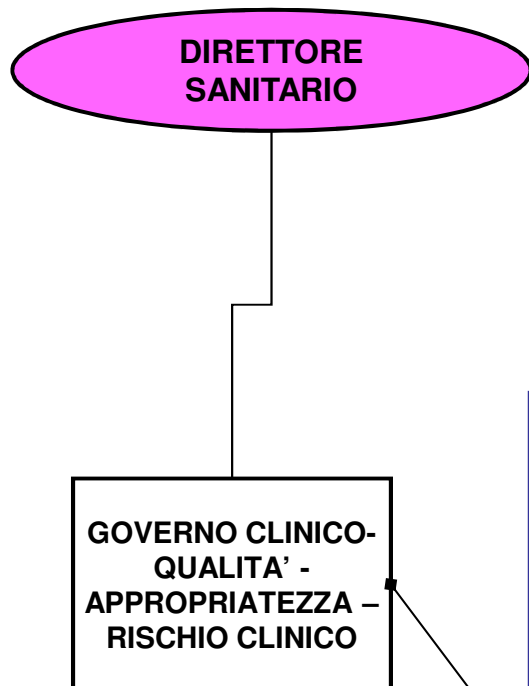 DIRETTORE
SANITARIO
GOVERNO CLINICO-
QUALITA’ -
APPROPRIATEZZA –
RISCHIO CLINICO